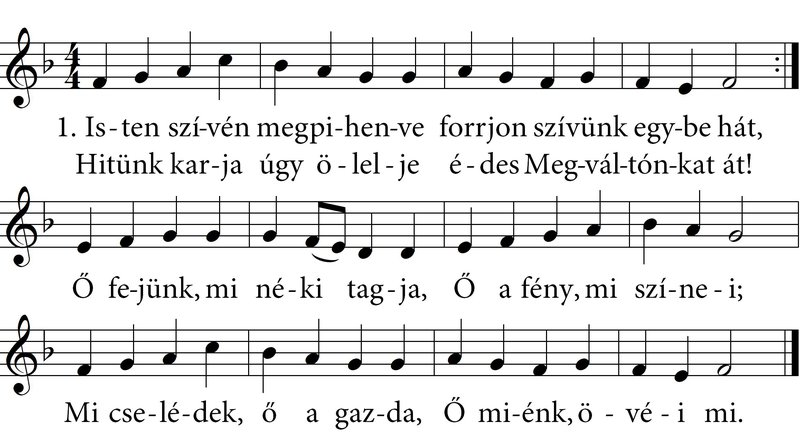 1. Is-ten szí-vén megpi-hen-ve forrjon szívünk egy-be hát,
Hitünk kar-ja úgy ö-lel-je é-des Meg-vál-tón-kat át!
Ő fe-jünk, mi né-ki tag-ja, Ő a fény, mi szí-ne-i;
Mi cse-lé-dek, ő a gaz-da, Ő mi-énk, ö-vé-i mi.